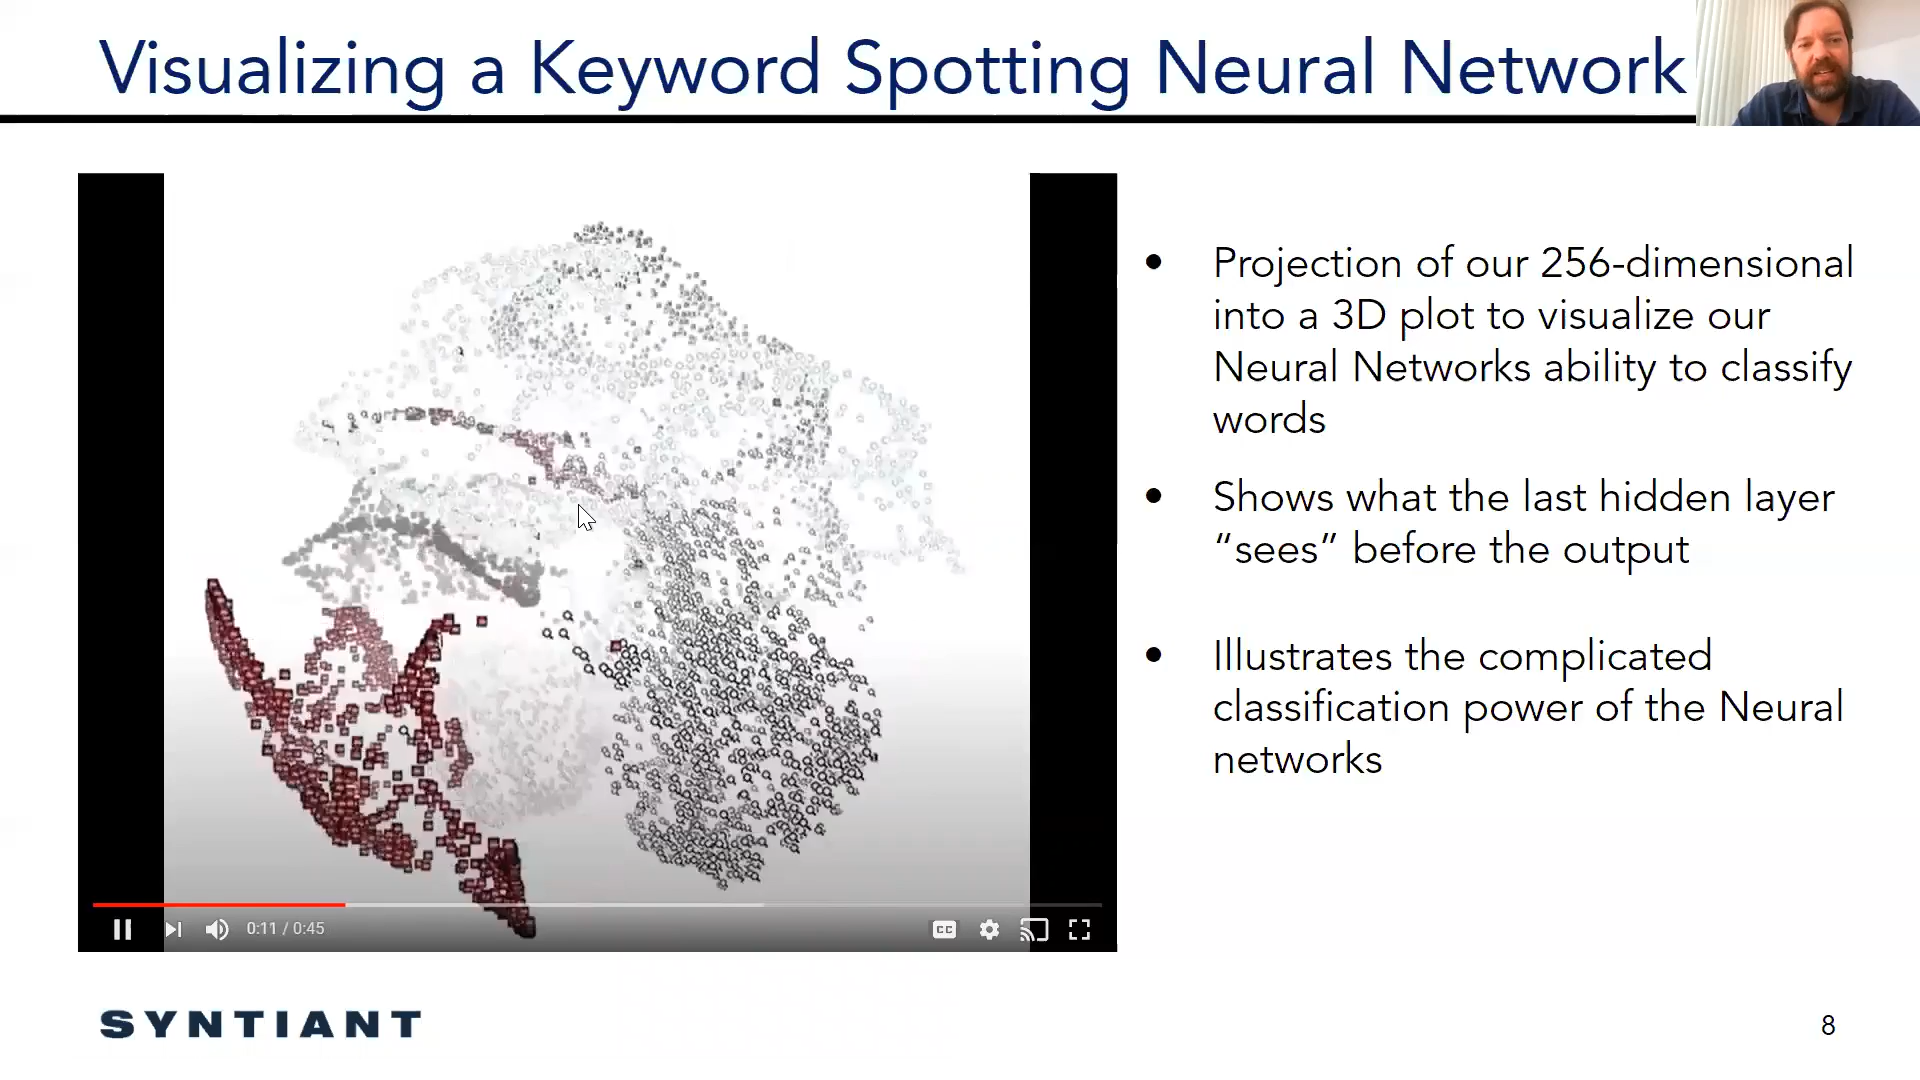 Visualizing a Keyword Spotting Neural Network
• Projection of our 256-dimensional
into a 3D plot to visualize our
Neural Networks ability to classify
words
• Shows what the last hidden layer
“sees” before the output
• Illustrates the complicated
classification power of the Neural
networks
0:11 / 0:45
CC
SYNTIANT
8